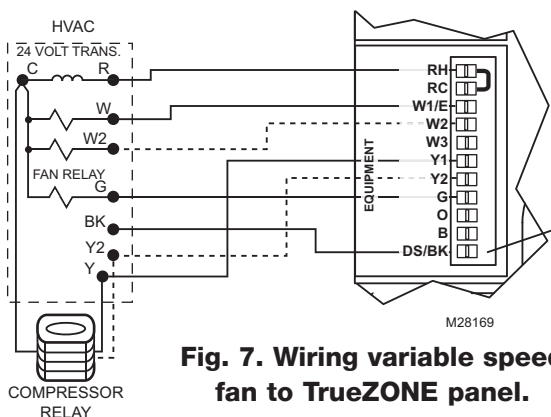 HVAC
24 VOLT TRANS.
C
R
W
W2
FAN RELAY
G
BK
Y2
Y
COMPRESSOR
RELAY
EQUIPMENT
RH
RC
W1/E
W2
W3
Y1
Y2
G
O
B
DS/BK
M28169
Fig. 7. Wiring variable speed
fan to TrueZONE panel.